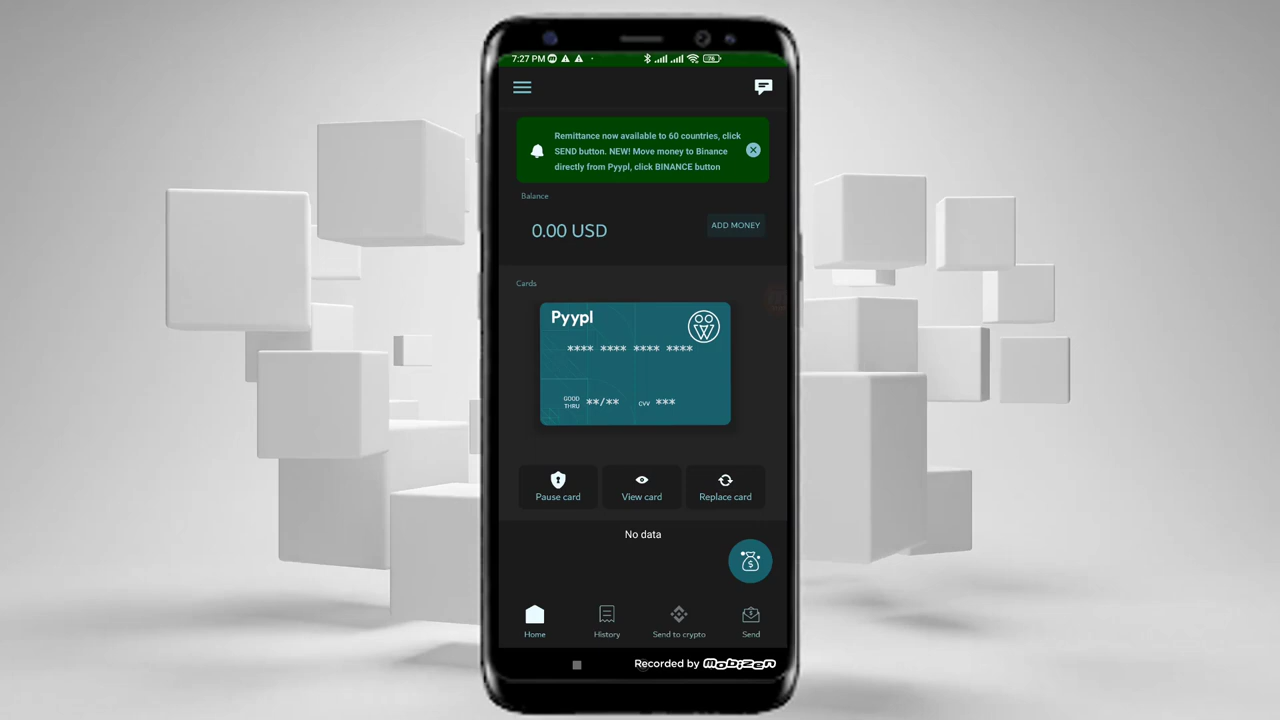 7:27 PM
76
Remittance now available to 60 countries, click
SEND button. NEW! Move money to Binance
directly from Pyypl, click BINANCE button
Balance
0.00 USD
ADD MONEY
Cards
Pyypl
**** **** **** ****
GOOD
THRU
**/**
CVV ***
Pause card
View card
Replace card
No data
Home
History
Send to crypto
Send
Recorded by mobizen